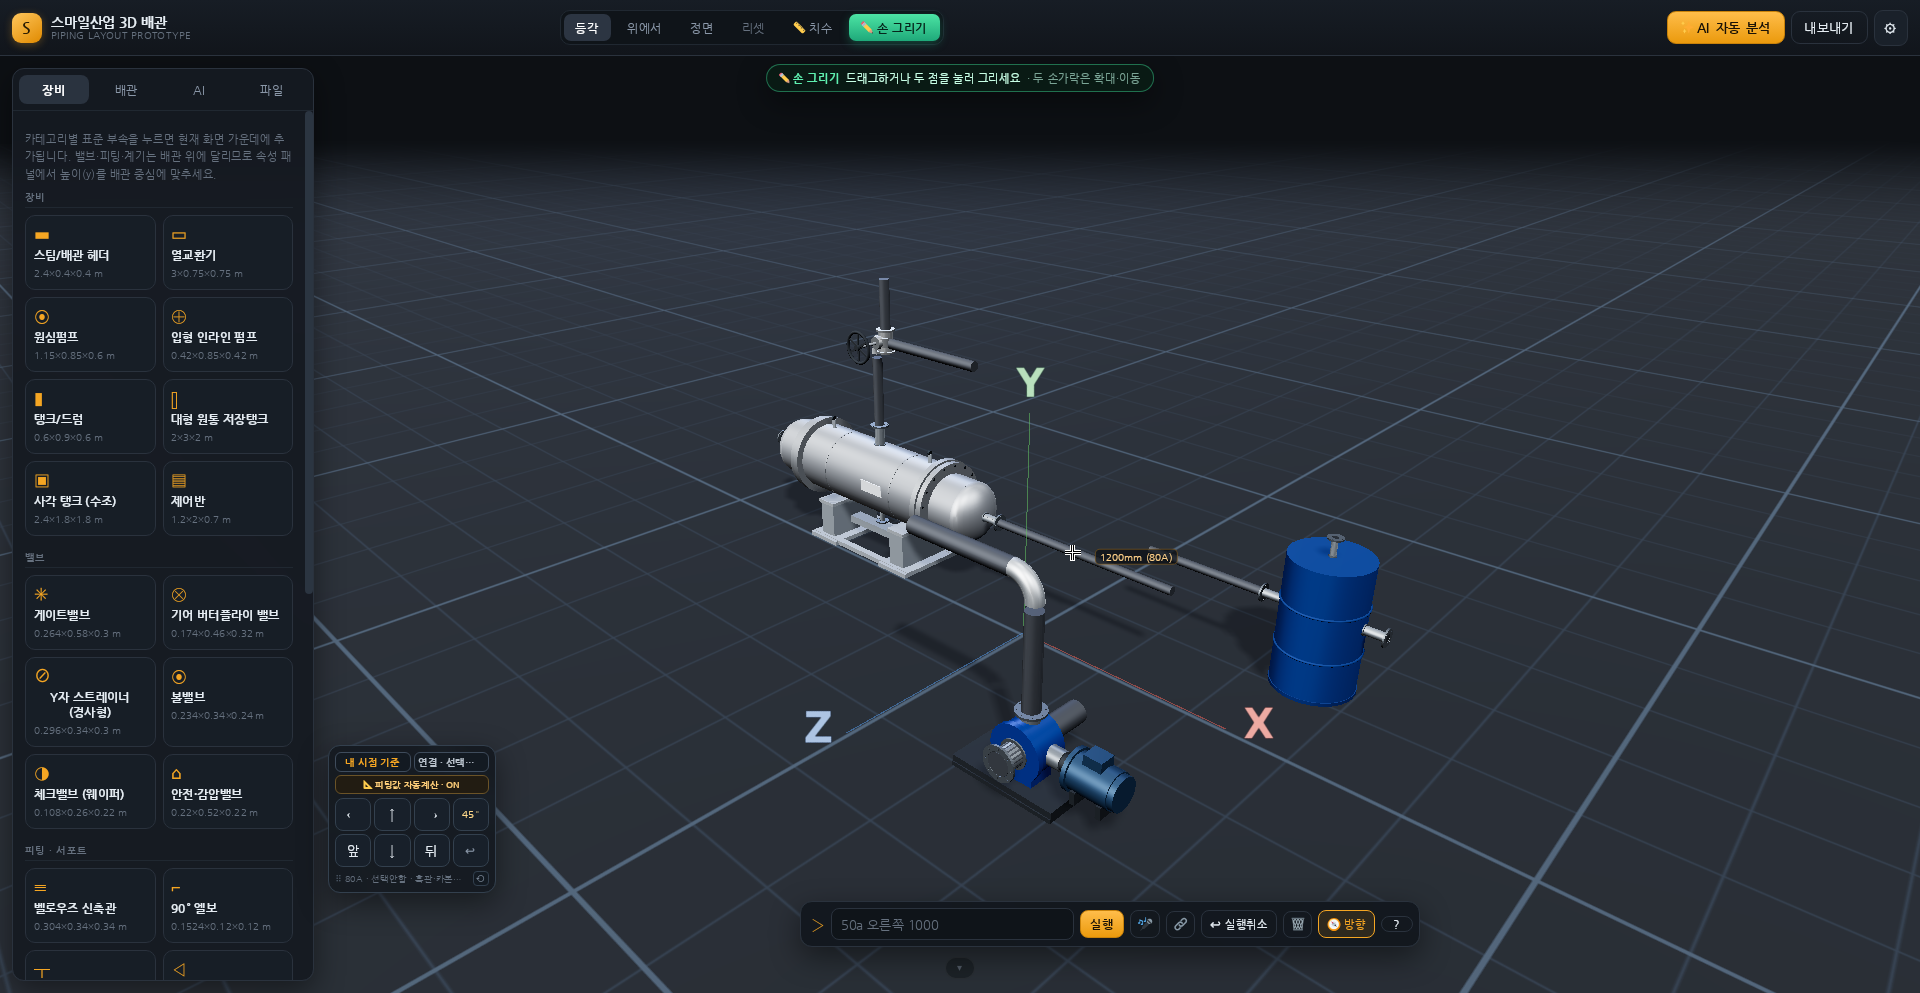 S
스마일산업 3D 배관
PIPING LAYOUT PROTOTYPE
등각
위에서
정면
리셋
치수
손 그리기
AI 자동 분석
내보내기
손 그리기 드래그하거나 두 점을 눌러 그리세요 · 두 손가락은 확대·이동
장비
배관
AI
파일
카테고리별 표준 부속을 누르면 현재 화면 가운데에 추
가됩니다. 밸브·피팅·계기는 배관 위에 달리므로 속성 패
널에서 높이(y)를 배관 중심에 맞추세요.
장비
스팀/배관 헤더
2.4×0.4×0.4 m
열교환기
3×0.75×0.75 m
원심펌프
1.15×0.85×0.6 m
입형 인라인 펌프
0.42×0.85×0.42 m
탱크/드럼
0.6×0.9×0.6 m
대형 원통 저장탱크
2×3×2 m
사각 탱크 (수조)
2.4×1.8×1.8 m
제어반
1.2×2×0.7 m
밸브
게이트밸브
0.264×0.58×0.3 m
기어 버터플라이 밸브
0.174×0.46×0.32 m
Y자 스트레이너
(경사형)
0.296×0.34×0.3 m
볼밸브
0.234×0.34×0.24 m
체크밸브 (웨이퍼)
0.108×0.26×0.22 m
안전·감압밸브
0.22×0.52×0.22 m
피팅 · 서포트
벨로우즈 신축관
0.304×0.34×0.34 m
90° 엘보
0.1524×0.12×0.12 m
Y
1200mm (80A)
Z
X
내 시점 기준
연결 · 선택…
피팅값 자동계산 · ON
← ↑ → 45°
앞 ↓ 뒤 ↩
80A · 선택안함 · 흑관·카본…
> 50a 오른쪽 1000
실행
↩ 실행취소
방향
?